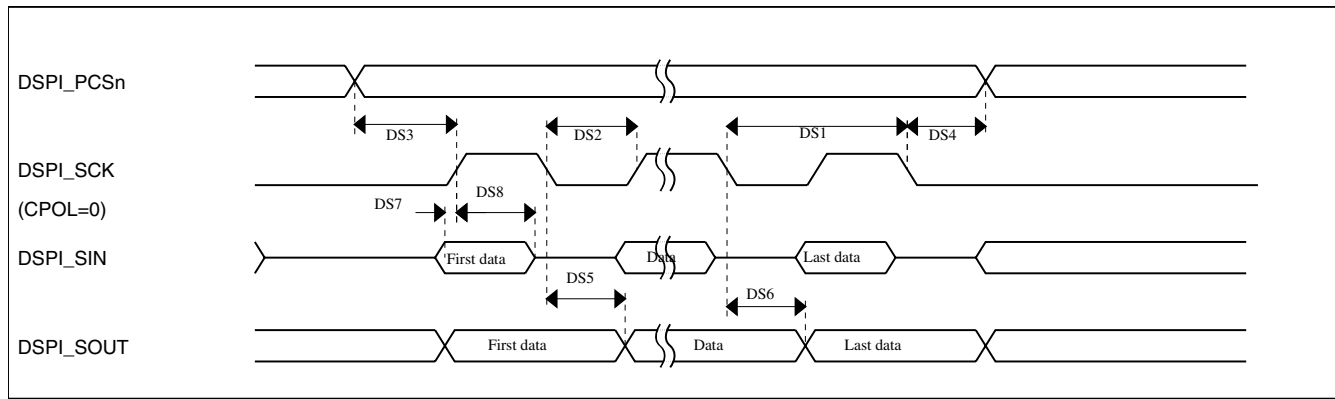 DSPI_PCSn
DS3
DS2
DS1
DS4
DSPI_SCK
DS7
DS8
(CPOL=0)
DSPI_SIN
First data
Data
Last data
DS5
DS6
DSPI_SOUT
First data
Data
Last data